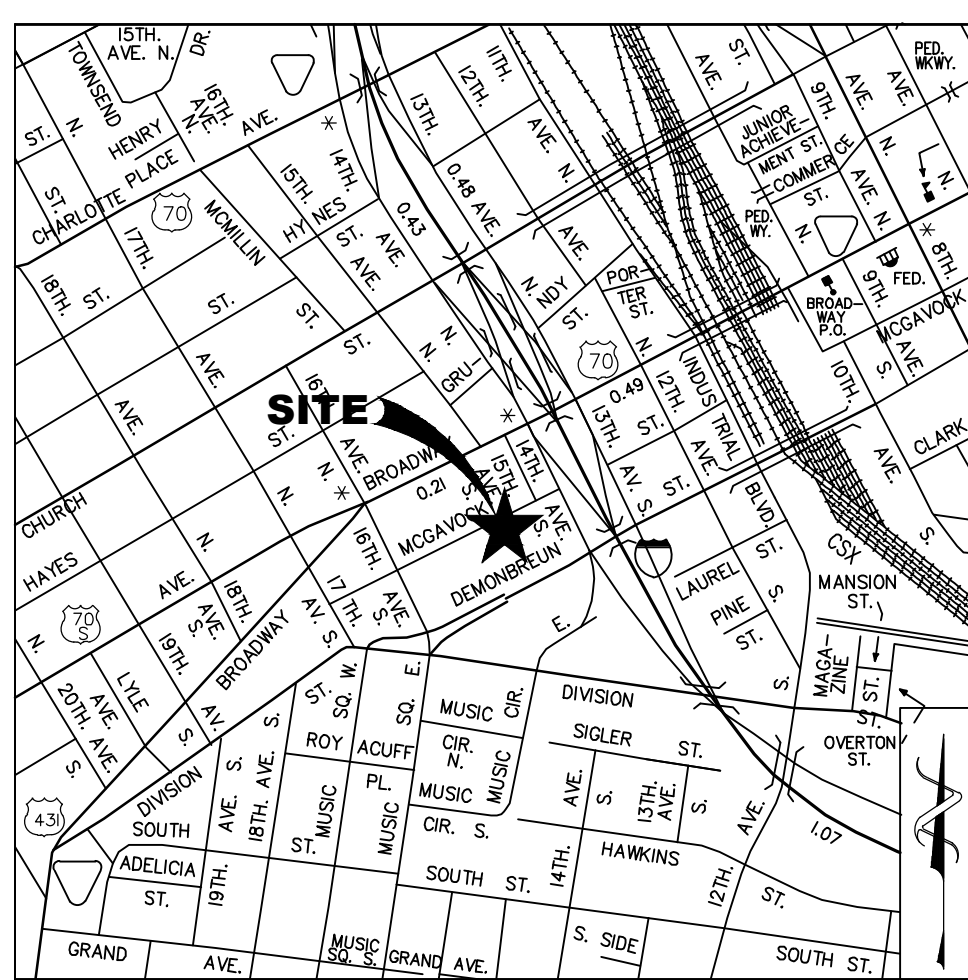 15TH.
AVE. N.
DR.
TOWNSEND
16TH.
AVE.
N.
AVE.
ST.
N.
HENRY
PLACE
CHARLOTTE
ST.
70
17TH.
18TH.
ST.
MCMILLIN
ST.
15TH.
14TH.
HY NES
ST.
AVE.
AVE.
0.43
13TH.
0.48
AVE.
12TH.
11TH.
AVE.
N.
AVE.
N.
NDY
ST.
POR-
TER
ST.
N.
70
AVE.
ST.
9TH.
AVE.
AVE.
PED.
WKWY.
JUNIOR
ACHIEVE-
MENT ST.
COMMER CE
ST.
PED.
WY.
N.
AVE.
N.
N.
N.
8TH.
FED.
9TH.
BROAD-
WAY
P.O.
MCGAVOCK
S.
AVE.
10TH.
CLARK
AVE.
S.
AVE.
AVE.
ST.
ST.
N.
N.
GRU-
16TH.
SITE
ST.
AVE.
N.
N.
N.
BROADWAY
0.21
15TH.
AVE.
S.
14TH.
AVE.
S.
MCGAVOCK
DEMONBREUN
13TH.
AV.
S.
0.49
ST.
ST.
12TH.
AVE.
INDUS TRIAL
BLVD.
CSX
MANSION
ST.
LAUREL
ST.
PINE
ST.
S.
S.
CHURCH
HAYES
70
S
N.
AVE.
18TH.
AVE.
S.
19TH.
16TH.
AVE.
S.
17 TH.
AV.
S.
BROADWAY
E.
LYLE
20TH.
AVE.
AVE.
S.
S.
AV.
S.
ST.
SQ. W.
SQ. E.
MUSIC
CIR.
DIVISION
SIGLER
ST.
MAGA-
ZINE
ST.
ST.
OVERTON
ST.
ROY
ACUFF
PL.
CIR.
N.
MUSIC
MUSIC
CIR. S.
MUSIC
MUSIC
DIVISION
431
SOUTH
ST.
AVE. S.
18TH. AVE.
19TH.
ADELICIA
ST.
SOUTH ST.
AVE.
14TH.
S.
13TH.
AVE.
S.
AVE.
12TH.
1.07
HAWKINS
ST.
GRAND
AVE.
MUSIC
SQ. S.
GRAND
AVE.
S. SIDE
SOUTH ST.